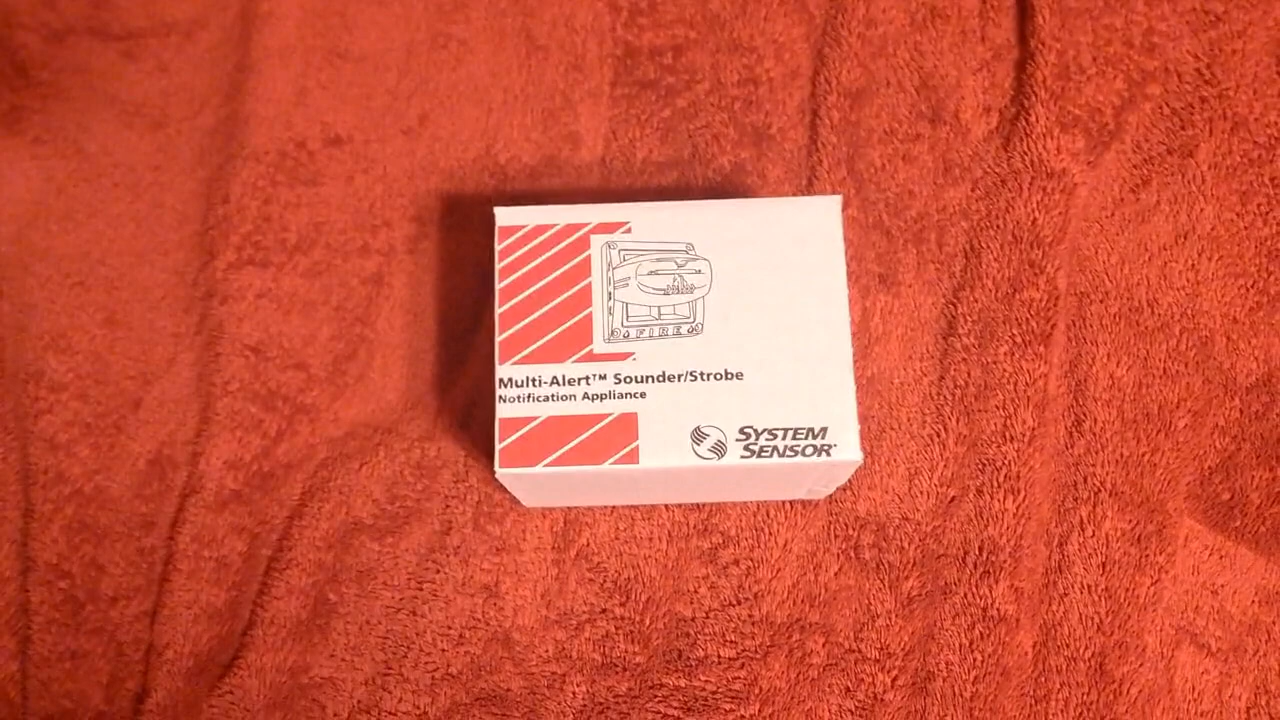 FIRE
Multi-Alert™ Sounder/Strobe
Notification Appliance
SYSTEM
SENSOR